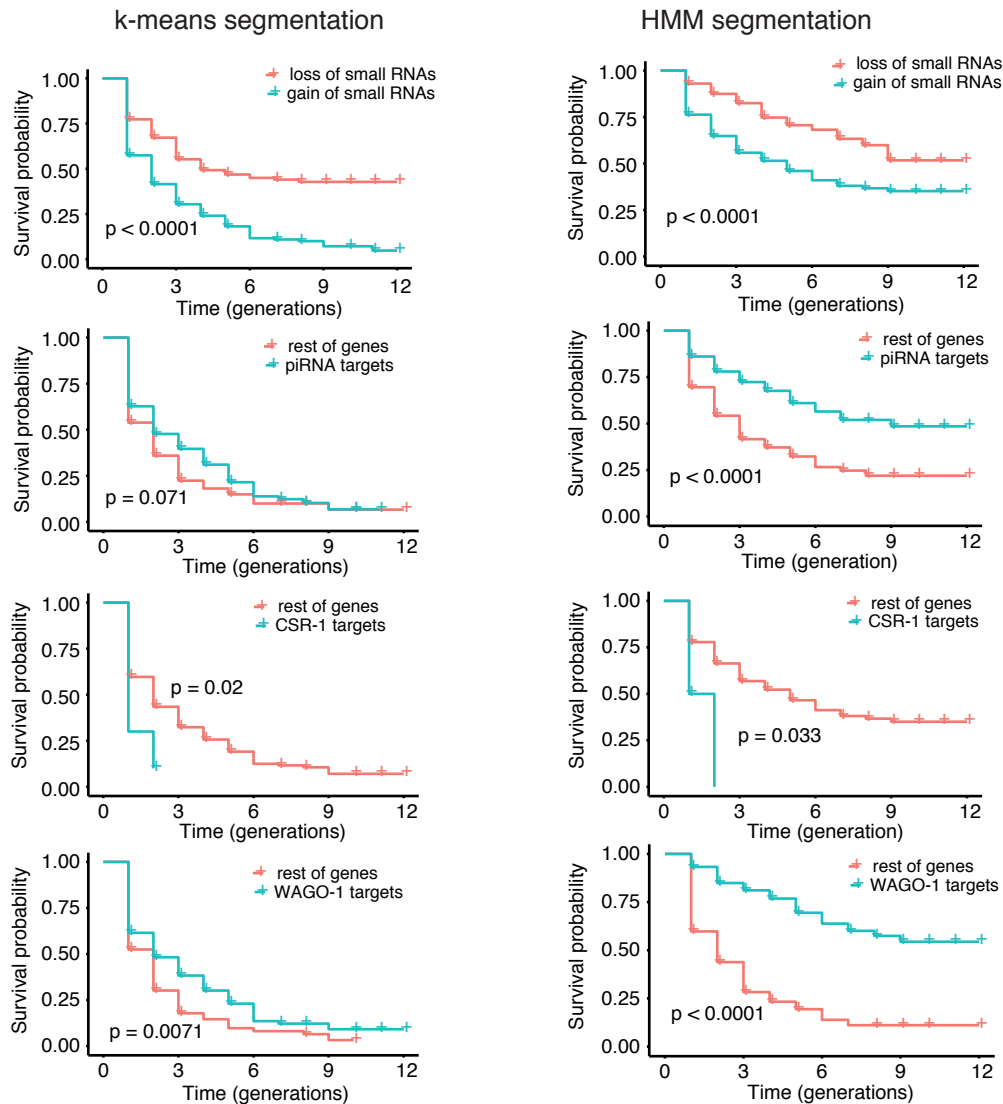 k-means segmentation
HMM segmentation
loss of small RNAs
gain of small RNAs
Survival probability
1.00
0.75
0.50
0.25
0.00
p < 0.0001
0 3 6 9 12
Time (generations)
loss of small RNAs
gain of small RNAs
Survival probability
1.00
0.75
0.50
0.25
0.00
p < 0.0001
0 3 6 9 12
Time (generations)
rest of genes
piRNA targets
Survival probability
1.00
0.75
0.50
0.25
0.00
p = 0.071
0 3 6 9 12
Time (generations)
rest of genes
piRNA targets
Survival probability
1.00
0.75
0.50
0.25
0.00
p < 0.0001
0 3 6 9 12
Time (generations)
rest of genes
CSR-1 targets
Survival probability
1.00
0.75
0.50
0.25
0.00
p = 0.02
0 3 6 9 12
Time (generations)
rest of genes
CSR-1 targets
Survival probability
1.00
0.75
0.50
0.25
0.00
p = 0.033
0 3 6 9 12
Time (generation)
rest of genes
WAGO-1 targets
Survival probability
1.00
0.75
0.50
0.25
0.00
p = 0.0071
0 3 6 9 12
Time (generations)
rest of genes
WAGO-1 targets
Survival probability
1.00
0.75
0.50
0.25
0.00
p < 0.0001
0 3 6 9 12
Time (generations)